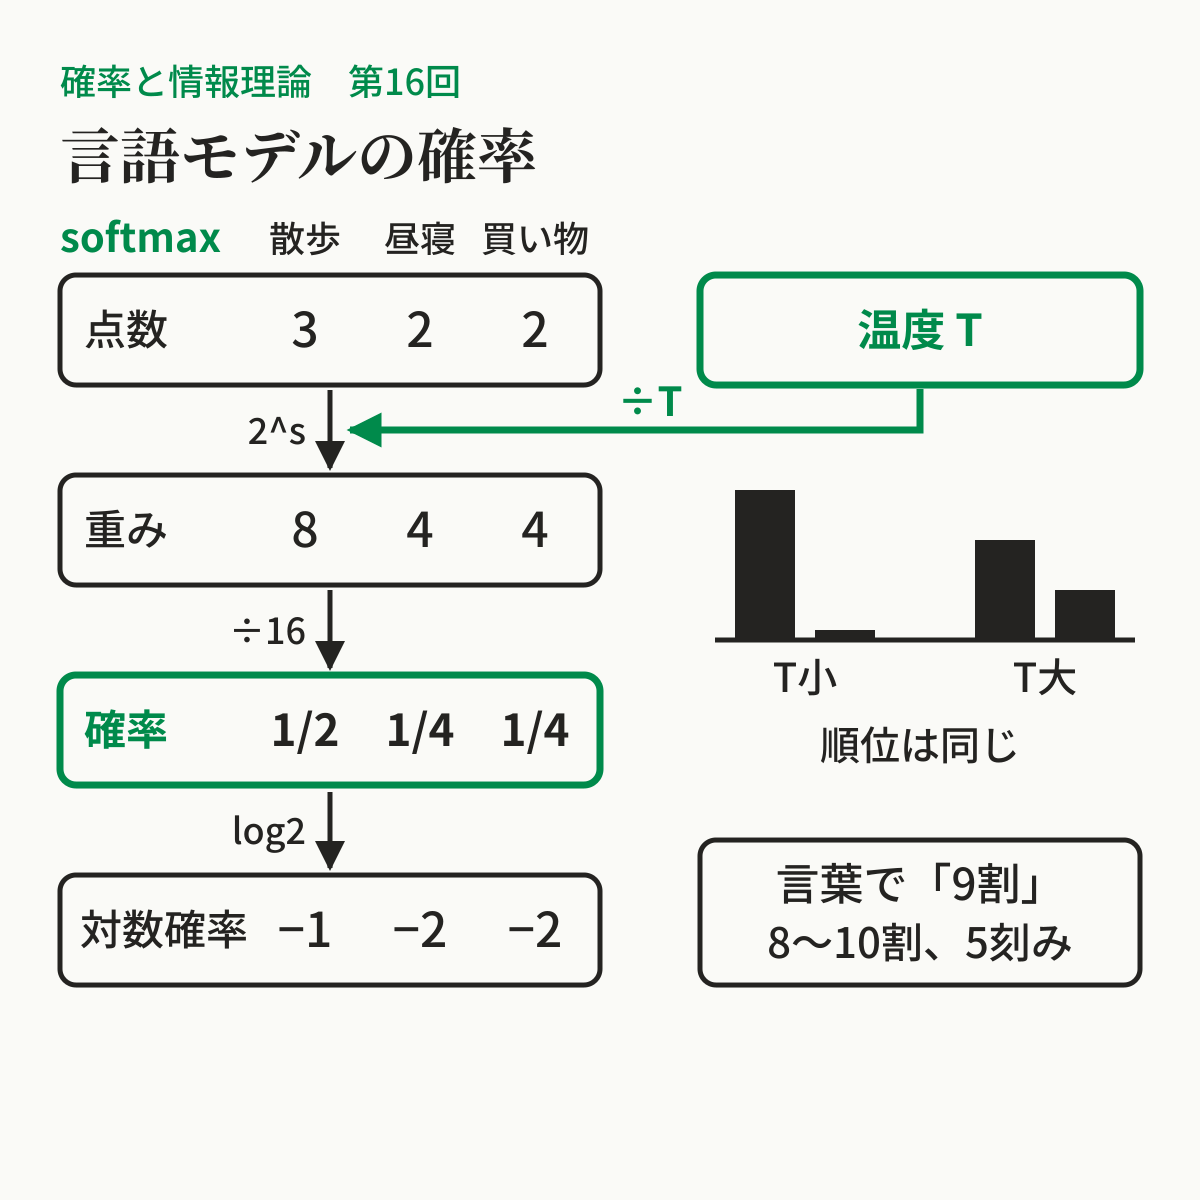 確率と情報理論　第16回
言語モデルの確率
softmax 散歩 昼寝 買い物
点数 3 2 2
温度 T
÷T
2^s
重み 8 4 4
÷16
T小 T大
確率 1/2 1/4 1/4
順位は同じ
log2
対数確率 −1 −2 −2
言葉で「9割」
8〜10割、5刻み